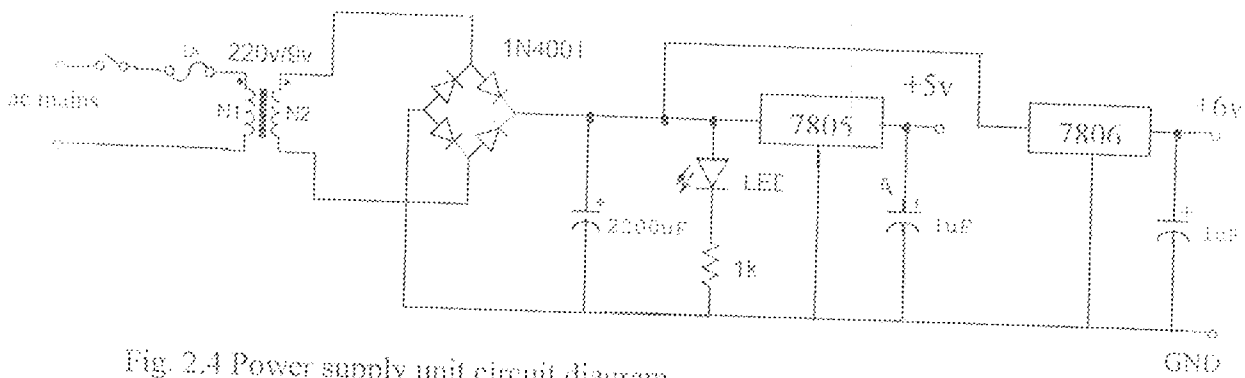 1A
220v/9v
1N4001
ac mains
N1
N2
+5v
7805
+6v
7806
LED
2200uF
1uF
1uF
1k
GND
Fig. 2.4 Power supply unit circuit diagram